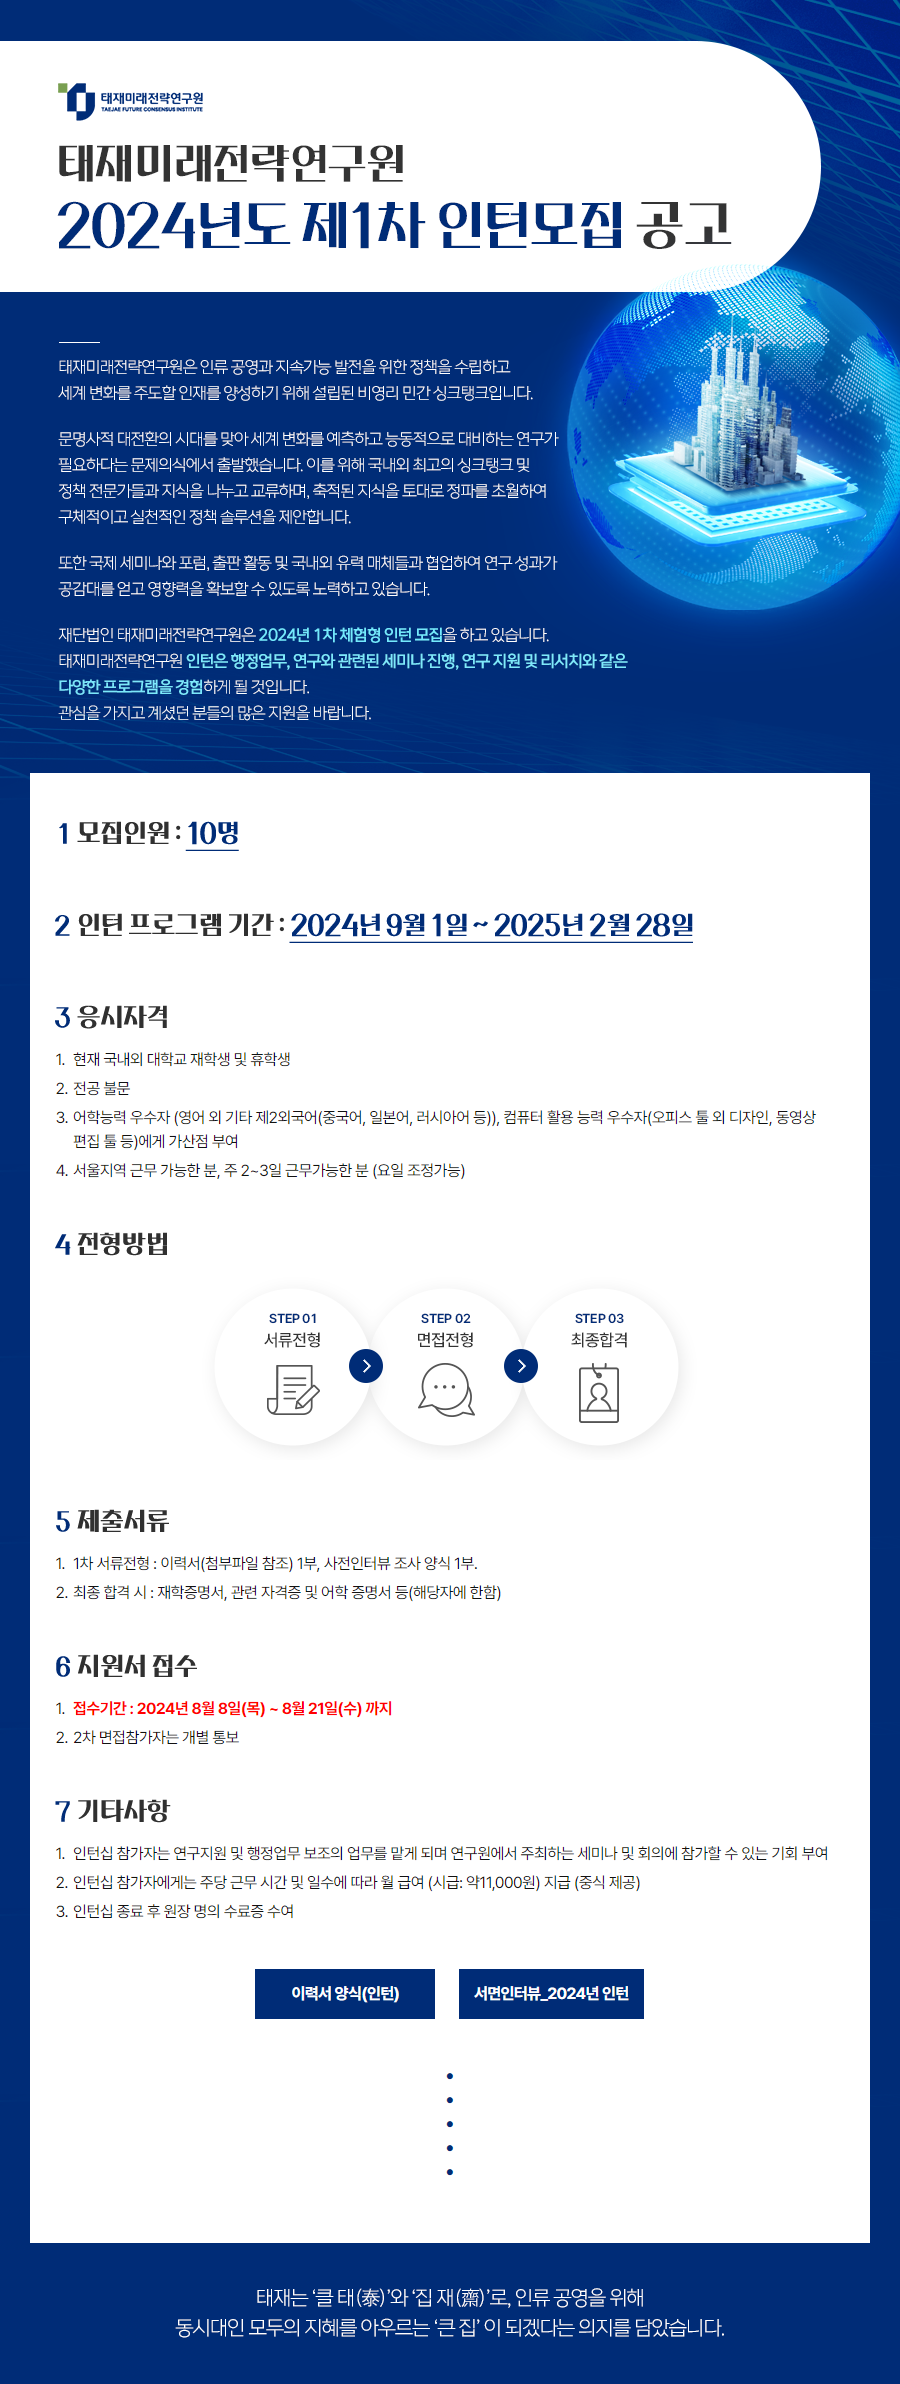 태재미래전략연구원
TAEJAE FUTURE CONSENSUS INSTITUTE
태재미래전략연구원
2024년도 제1차 인턴모집 공고
태재미래전략연구원은 인류 공영과 지속가능 발전을 위한 정책을 수립하고
세계 변화를 주도할 인재를 양성하기 위해 설립된 비영리 민간 싱크탱크입니다.
문명사적 대전환의 시대를 맞아 세계 변화를 예측하고 능동적으로 대비하는 연구가
필요하다는 문제의식에서 출발했습니다. 이를 위해 국내외 최고의 싱크탱크 및
정책 전문가들과 지식을 나누고 교류하며, 축적된 지식을 토대로 정파를 초월하여
구체적이고 실천적인 정책 솔루션을 제안합니다.
또한 국제 세미나와 포럼, 출판 활동 및 국내외 유력 매체들과 협업하여 연구 성과가
공감대를 얻고 영향력을 확보할 수 있도록 노력하고 있습니다.
재단법인 태재미래전략연구원은 2024년 1차 체험형 인턴 모집을 하고 있습니다.
태재미래전략연구원 인턴은 행정업무, 연구와 관련된 세미나 진행, 연구 지원 및 리서치와 같은
다양한 프로그램을 경험하게 될 것입니다.
관심을 가지고 계셨던 분들의 많은 지원을 바랍니다.
1 모집인원 : 10명
2 인턴 프로그램 기간 : 2024년 9월 1일 ~ 2025년 2월 28일
3 응시자격
1. 현재 국내외 대학교 재학생 및 휴학생
2. 전공 불문
3. 어학능력 우수자 (영어 외 기타 제2외국어(중국어, 일본어, 러시아어 등)), 컴퓨터 활용 능력 우수자(오피스 툴 외 디자인, 동영상
편집 툴 등)에게 가산점 부여
4. 서울지역 근무 가능한 분, 주 2~3일 근무가능한 분 (요일 조정가능)
4 전형방법
STEP 01
서류전형
STEP 02
면접전형
STEP 03
최종합격
5 제출서류
1. 1차 서류전형 : 이력서(첨부파일 참조) 1부, 사전인터뷰 조사 양식 1부.
2. 최종 합격 시 : 재학증명서, 관련 자격증 및 어학 증명서 등(해당자에 한함)
6 지원서 접수
1. 접수기간 : 2024년 8월 8일(목) ~ 8월 21일(수) 까지
2. 2차 면접참가자는 개별 통보
7 기타사항
1. 인턴십 참가자는 연구지원 및 행정업무 보조의 업무를 맡게 되며 연구원에서 주최하는 세미나 및 회의에 참가할 수 있는 기회 부여
2. 인턴십 참가자에게는 주당 근무 시간 및 일수에 따라 월 급여 (시급: 약11,000원) 지급 (중식 제공)
3. 인턴십 종료 후 원장 명의 수료증 수여
이력서 양식(인턴)
서면인터뷰_2024년 인턴
태재는 ‘클 태(泰)’와 ‘집 재(齋)’로, 인류 공영을 위해
동시대인 모두의 지혜를 아우르는 ‘큰 집’ 이 되겠다는 의지를 담았습니다.